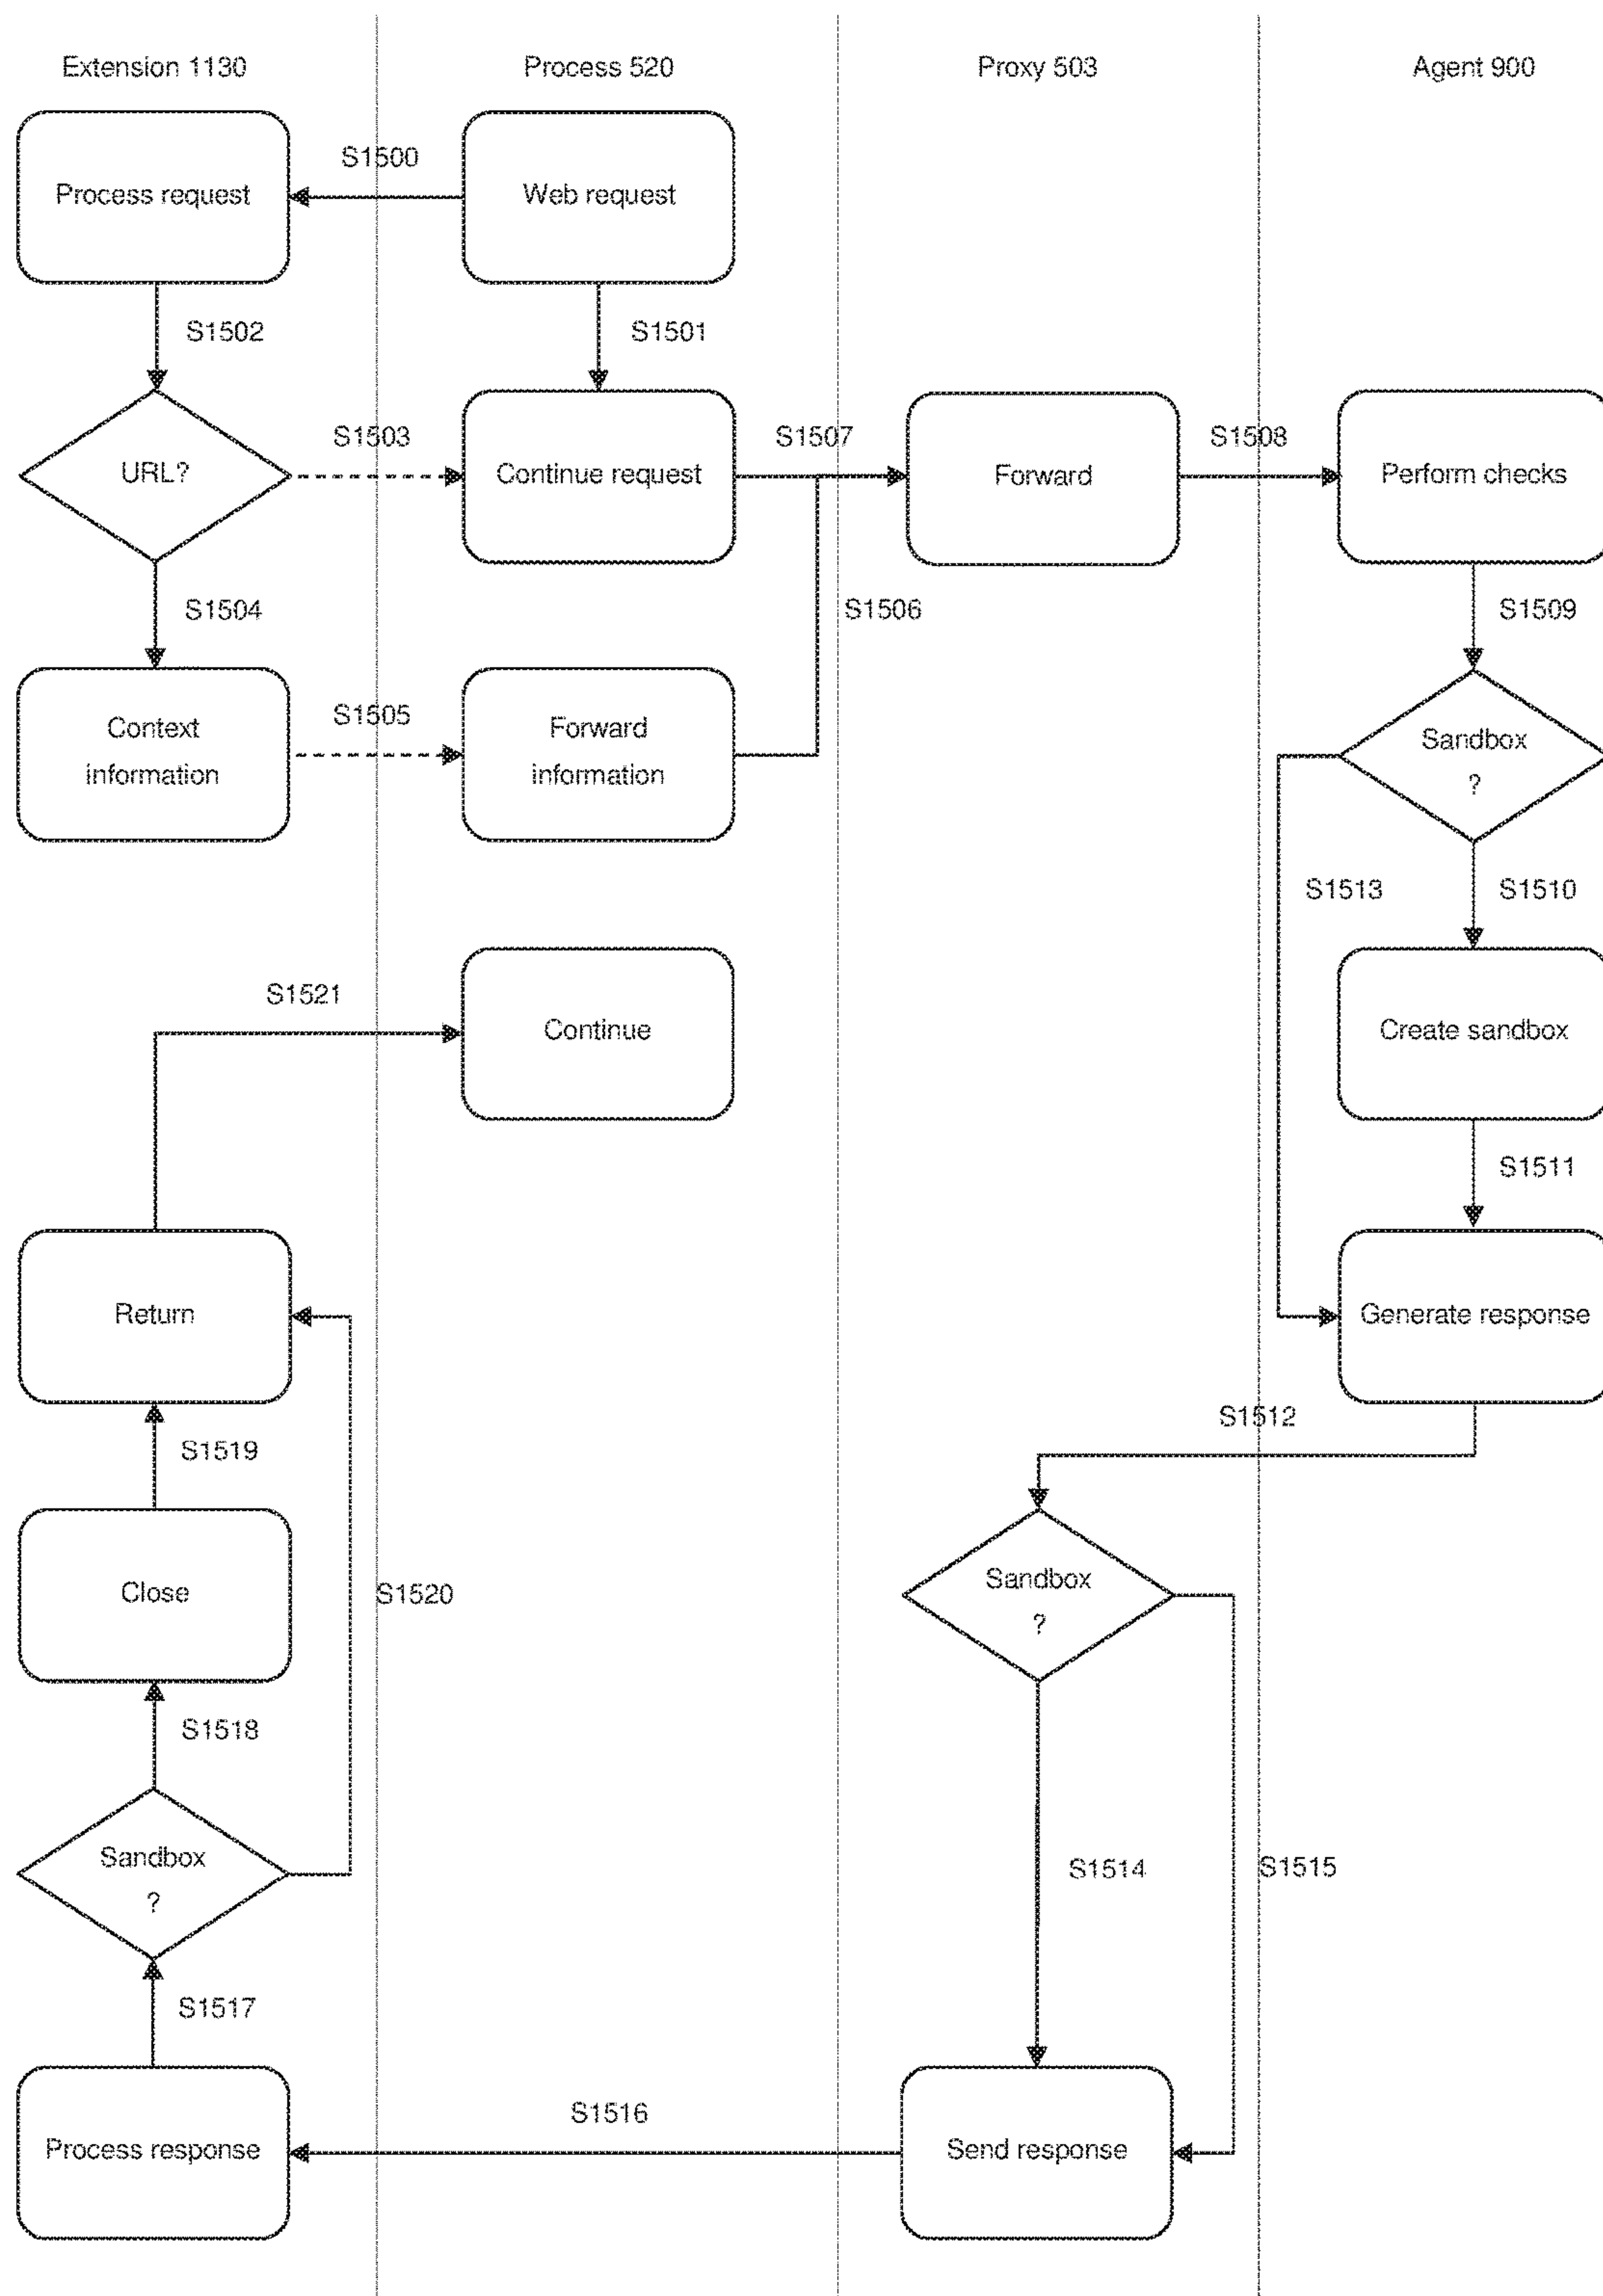 Extension 1130
Process 520
Proxy 503
Agent 900
S1500
Process request
Web request
S1502
S1501
S1503
S1507
S1508
URL?
Continue request
Forward
Perform checks
S1504
S1506
S1509
S1505
Context
information
Forward
information
Sandbox
?
S1513
S1510
S1521
Continue
Create sandbox
S1511
Return
Generate response
S1512
S1519
Close
S1520
Sandbox
?
S1518
Sandbox
?
S1514
S1515
S1517
S1516
Process response
Send response